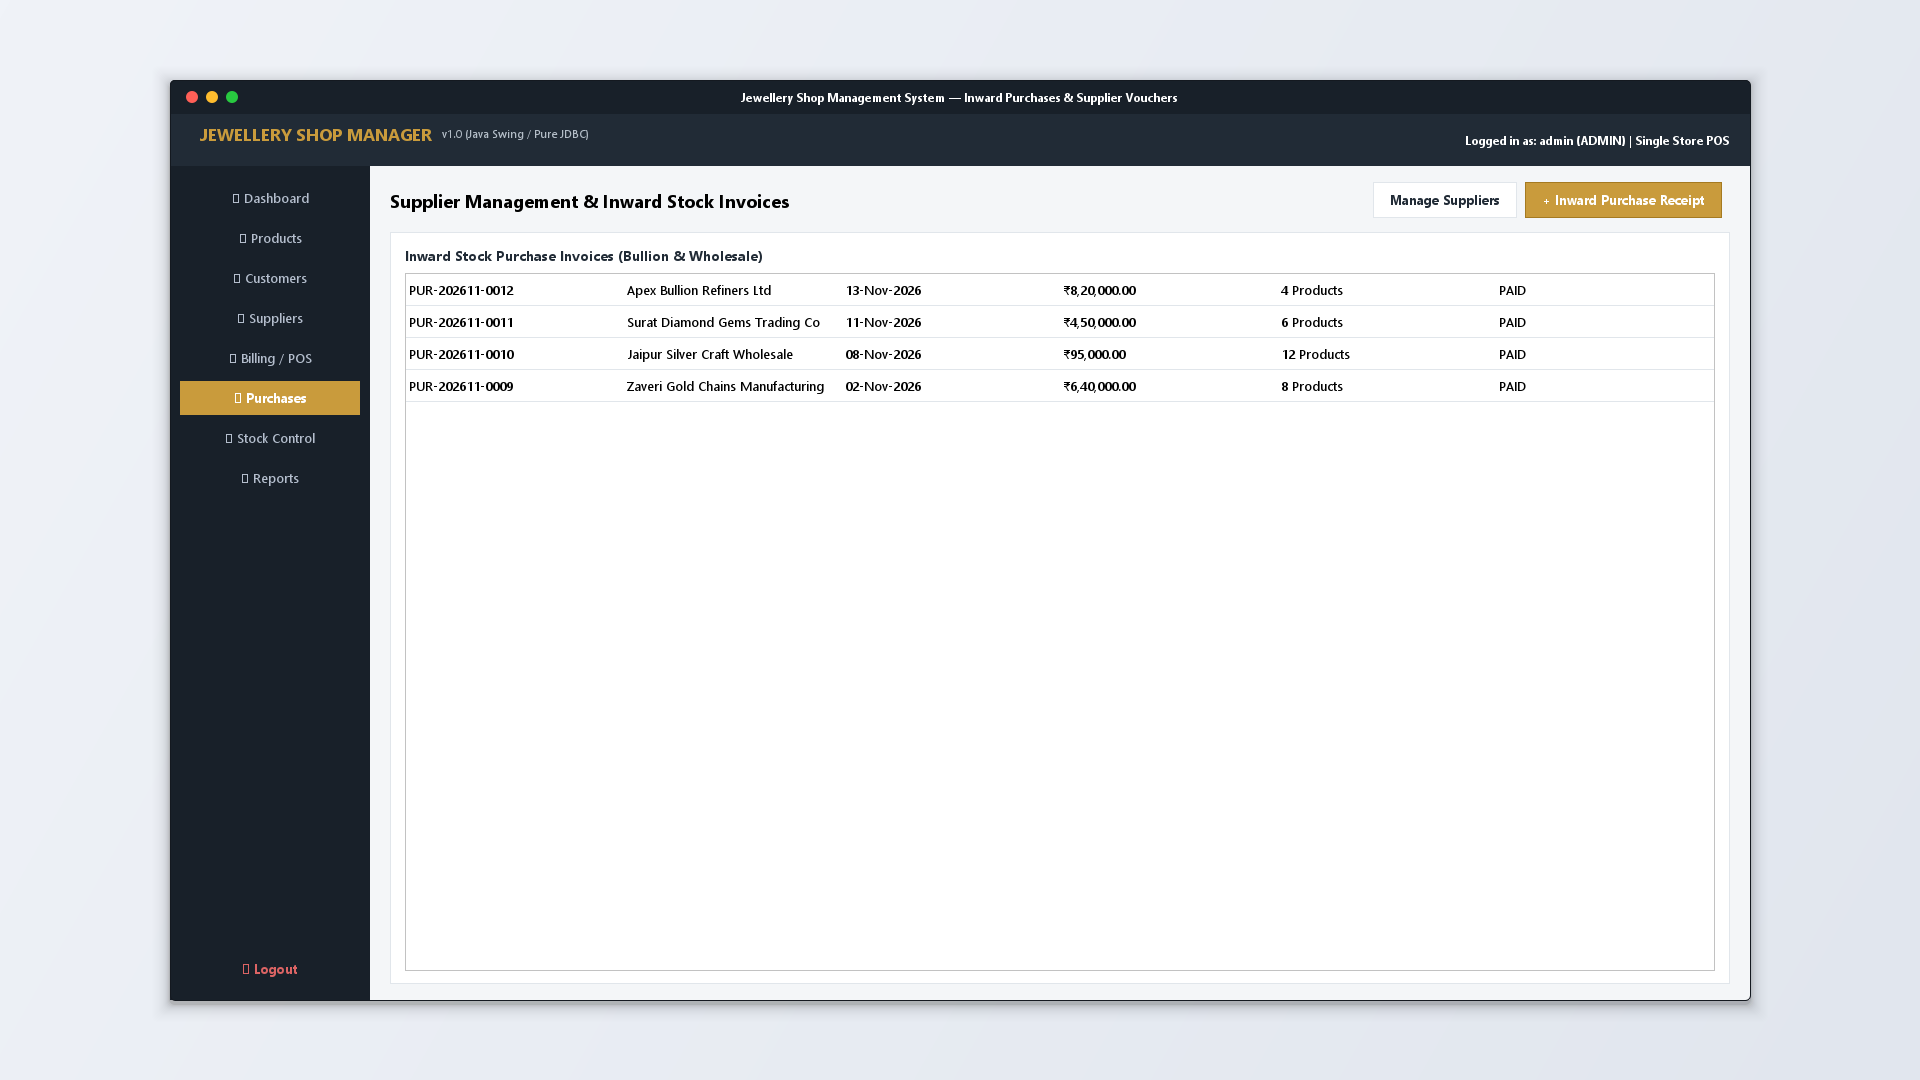 Jewellery Shop Management System — Inward Purchases & Supplier Vouchers
JEWELLERY SHOP MANAGER v1.0 (Java Swing / Pure JDBC)
Logged in as: admin (ADMIN) | Single Store POS
Dashboard
Products
Customers
Suppliers
Billing / POS
Purchases
Stock Control
Reports
Logout
Supplier Management & Inward Stock Invoices
Manage Suppliers
+ Inward Purchase Receipt
Inward Stock Purchase Invoices (Bullion & Wholesale)
PUR-202611-0012 Apex Bullion Refiners Ltd 13-Nov-2026 ₹8,20,000.00 4 Products PAID
PUR-202611-0011 Surat Diamond Gems Trading Co 11-Nov-2026 ₹4,50,000.00 6 Products PAID
PUR-202611-0010 Jaipur Silver Craft Wholesale 08-Nov-2026 ₹95,000.00 12 Products PAID
PUR-202611-0009 Zaveri Gold Chains Manufacturing 02-Nov-2026 ₹6,40,000.00 8 Products PAID